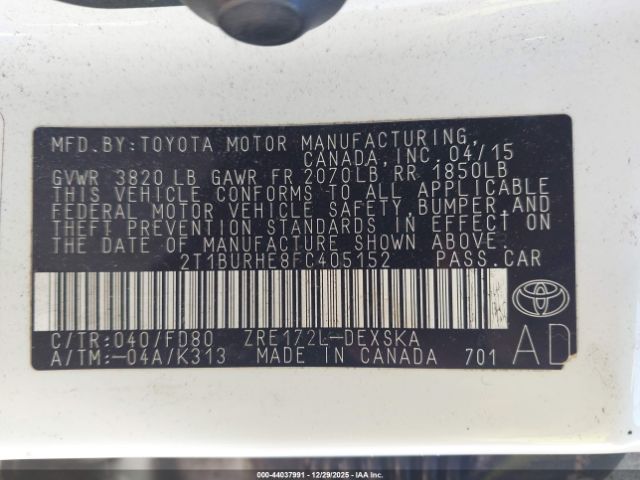 MFD.BY:TOYOTA MOTOR MANUFACTURING,
CANADA, INC. 04/15
GVWR 3820 LB GAWR FR 2070LB, RR 1850LB
THIS VEHICLE CONFORMS TO ALL APPLICABLE
FEDERAL MOTOR VEHICLE SAFETY, BUMPER, AND
THEFT PREVENTION STANDARDS IN EFFECT ON
THE DATE OF MANUFACTURE SHOWN ABOVE.
2T1BURHE8FC405152 PASS.CAR
C/TR:040/FD80 ZRE172L-DEXSKA
A/TM:-04A/K313 MADE IN CANADA 701
AD
000-44037991 - 12/29/2025 - IAA Inc.